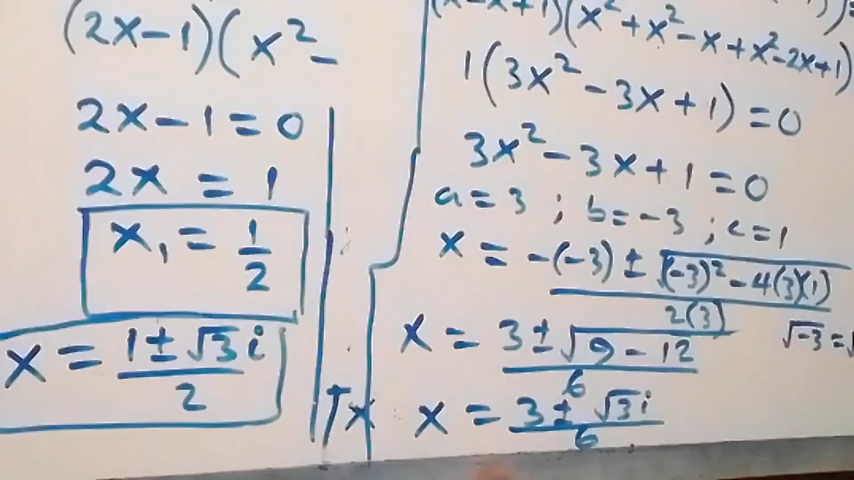 (2x-1)(x²-
2x-1=0
2x=1
x₁=1/2
x=(1±√3i)/2
(x²+x²-x+x²-2x+1)
1(3x²-3x+1)=0
3x²-3x+1=0
a=3; b=-3; c=1
x=(-(-3)±√((-3)²-4(3)(1)))/2(3)
x=(3±√(9-12))/6
√-3=√
x=(3±√3i)/6